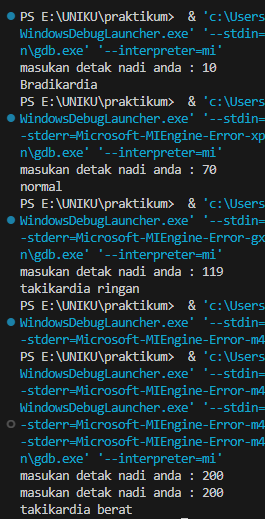 PS E:\UNIKU\praktikum>  & 'c:\Users
WindowsDebugLauncher.exe' '--stdin=
n\gdb.exe' '--interpreter=mi'
masukan detak nadi anda : 10
Bradikardia
PS E:\UNIKU\praktikum>  & 'c:\Users
WindowsDebugLauncher.exe' '--stdin=
-stderr=Microsoft-MIEngine-Error-xp
n\gdb.exe' '--interpreter=mi'
masukan detak nadi anda : 70
normal
PS E:\UNIKU\praktikum>  & 'c:\Users
WindowsDebugLauncher.exe' '--stdin=
-stderr=Microsoft-MIEngine-Error-gx
n\gdb.exe' '--interpreter=mi'
masukan detak nadi anda : 119
takikardia ringan
PS E:\UNIKU\praktikum>  & 'c:\Users
WindowsDebugLauncher.exe' '--stdin=
-stderr=Microsoft-MIEngine-Error-m4
PS E:\UNIKU\praktikum>  & 'c:\Users
WindowsDebugLauncher.exe' '--stdin=
-stderr=Microsoft-MIEngine-Error-m4
WindowsDebugLauncher.exe' '--stdin=
-stderr=Microsoft-MIEngine-Error-m4
n\gdb.exe' '--interpreter=mi'
masukan detak nadi anda : 200
masukan detak nadi anda : 200
takikardia berat